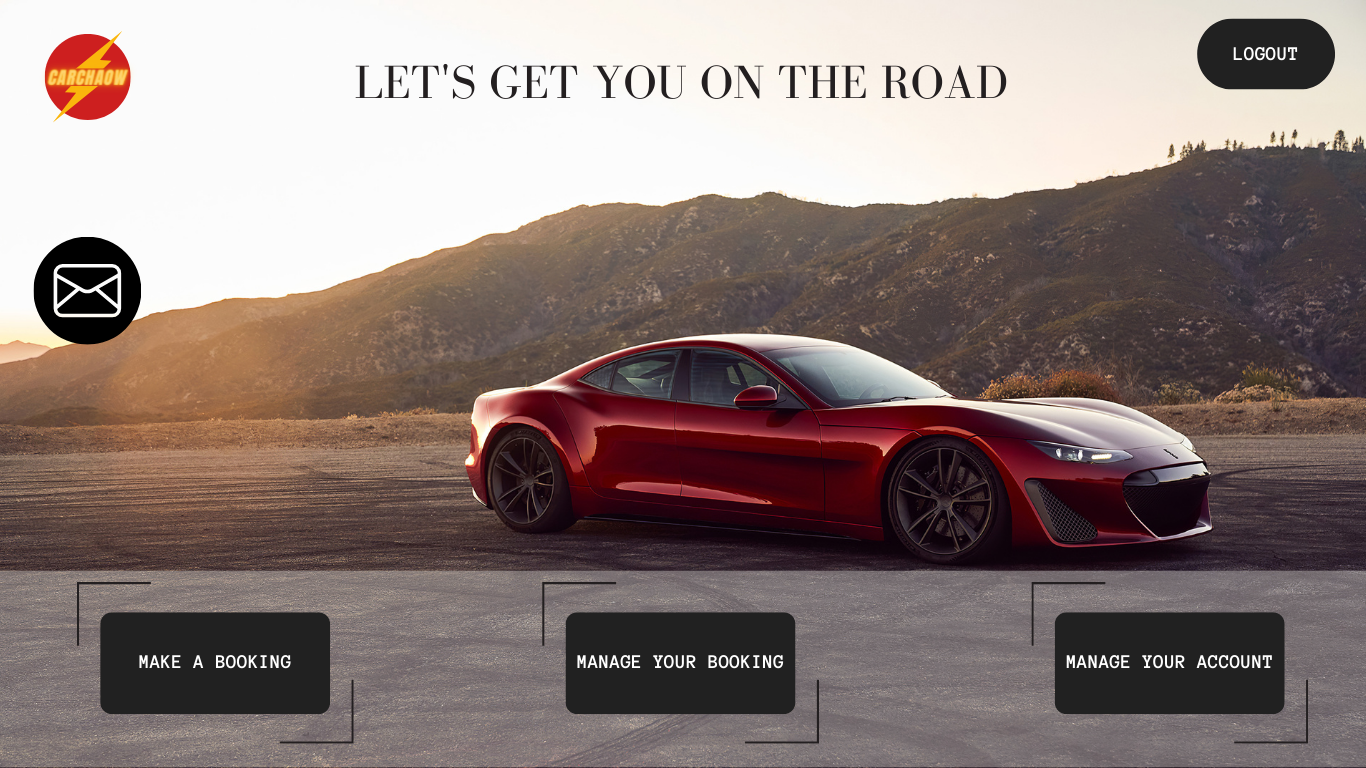 CARCHAOW
LET'S GET YOU ON THE ROAD
LOGOUT
MAKE A BOOKING
MANAGE YOUR BOOKING
MANAGE YOUR ACCOUNT